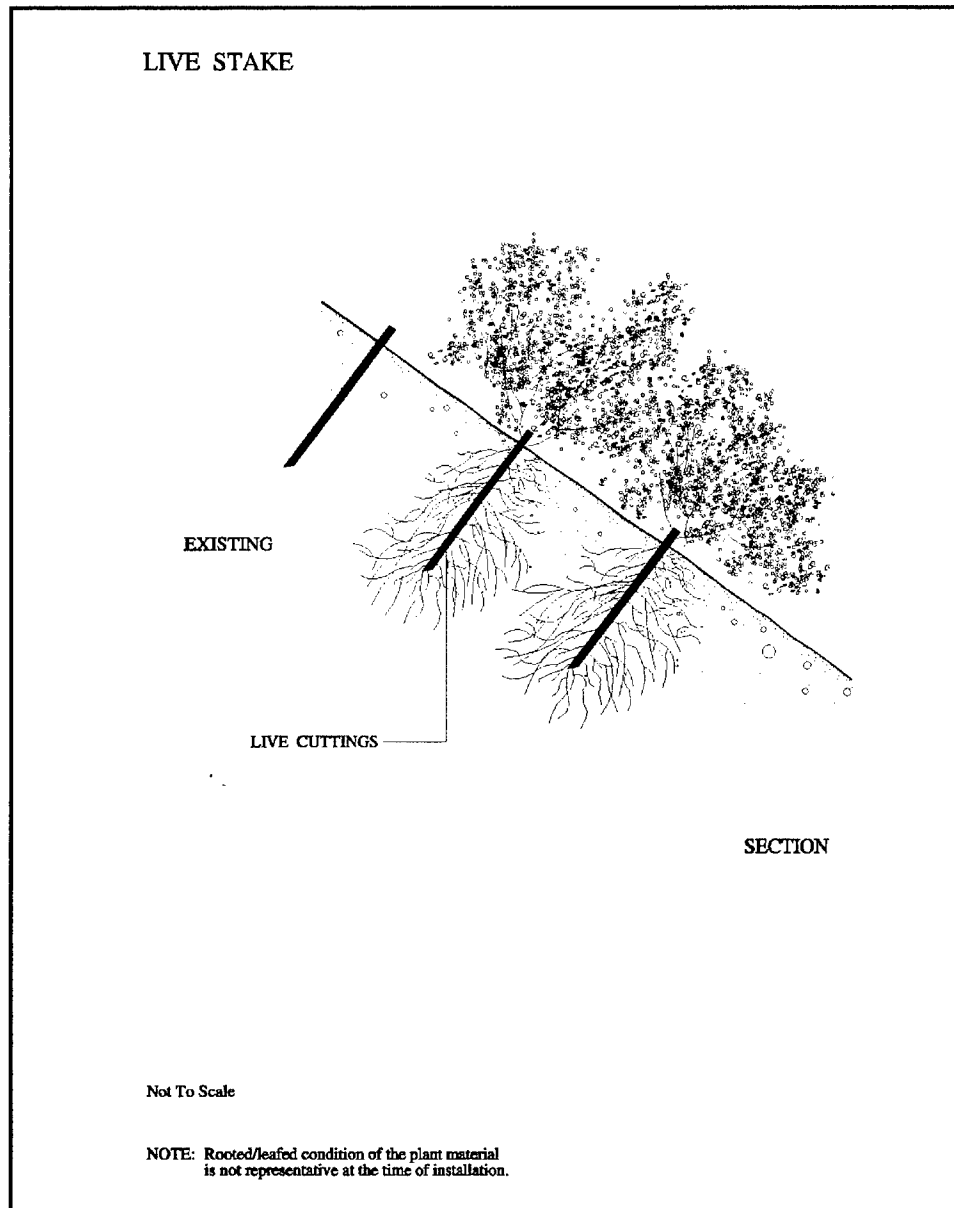 LIVE STAKE
EXISTING
LIVE CUTTINGS
SECTION
Not To Scale
NOTE: Rooted/leafed condition of the plant material
is not representative at the time of installation.